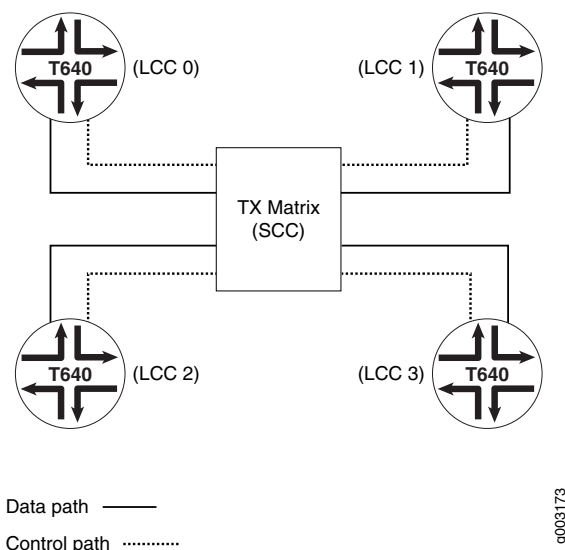 T640
(LCC 0)
(LCC 1)
T640
TX Matrix
(SCC)
T640
(LCC 2)
(LCC 3)
T640
Data path
Control path
g003173